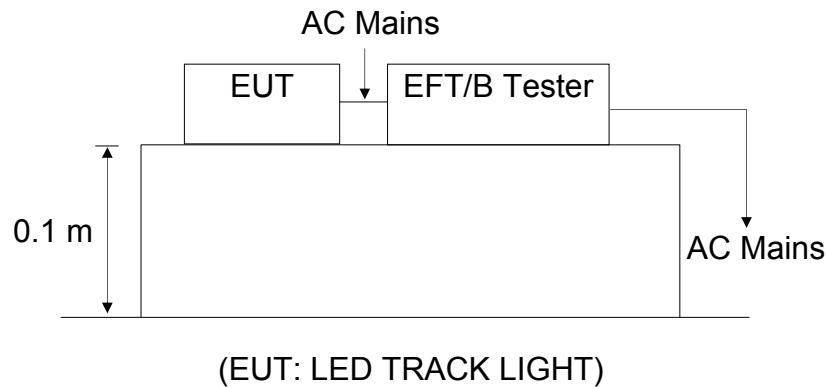 AC Mains
EUT
EFT/B Tester
0.1 m
AC Mains
(EUT: LED TRACK LIGHT)